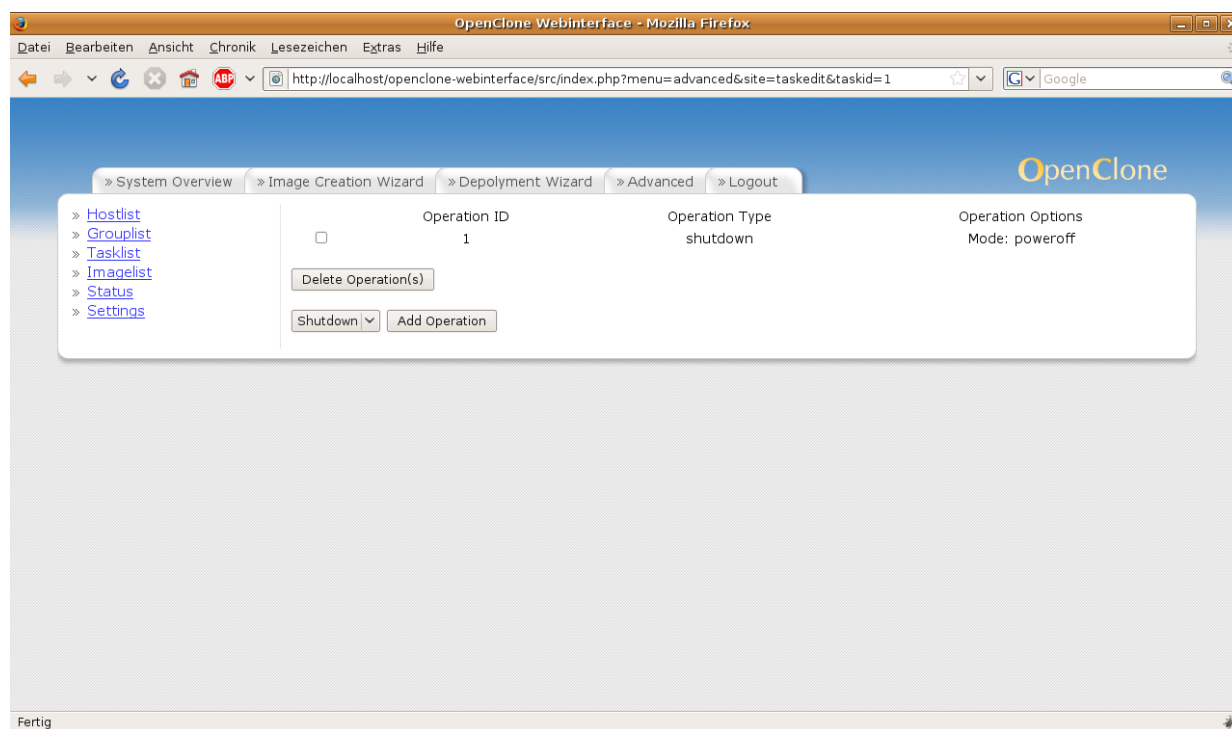 OpenClone Webinterface - Mozilla Firefox
Datei Bearbeiten Ansicht Chronik Lesezeichen Extras Hilfe
ABP http://localhost/openclone-webinterface/src/index.php?menu=advanced&site=taskedit&taskid=1 G Google
OpenClone
» System Overview » Image Creation Wizard » Depolyment Wizard » Advanced » Logout
» Hostlist
» Grouplist
» Tasklist
» Imagelist
» Status
» Settings
Operation ID Operation Type Operation Options
1 shutdown Mode: poweroff
Delete Operation(s)
Shutdown Add Operation
Fertig